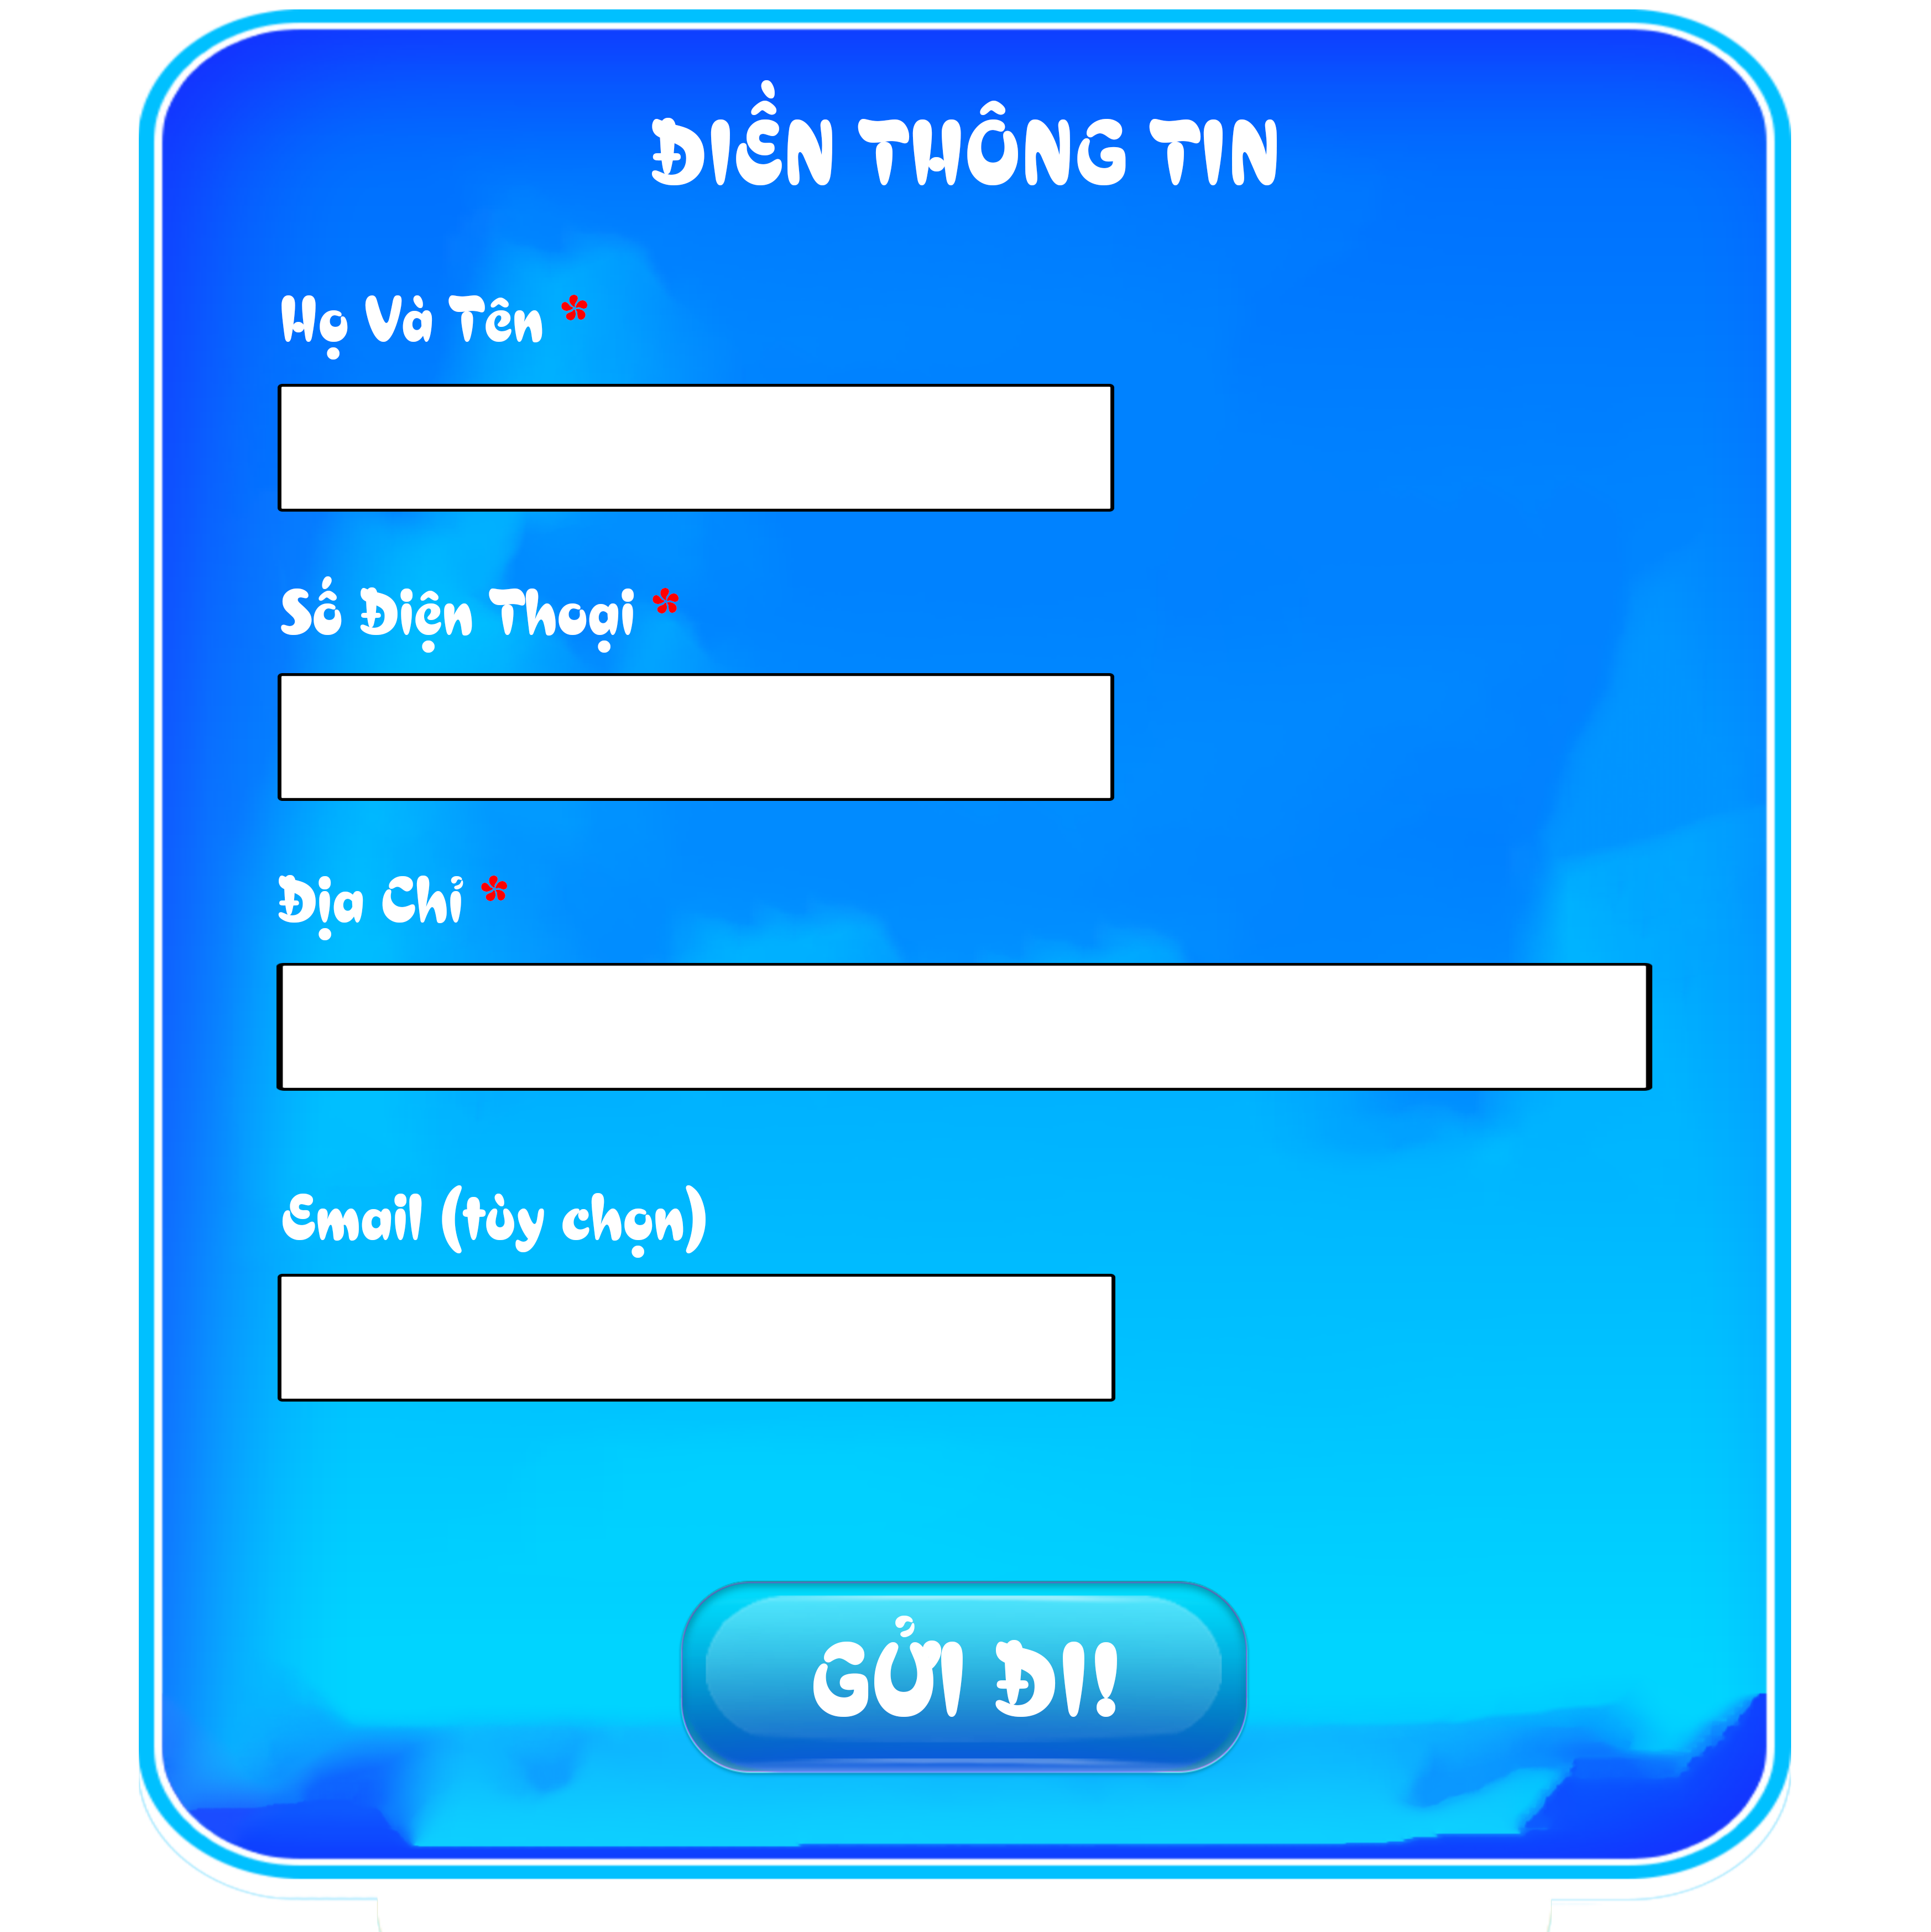 ĐIỀN THÔNG TIN
Họ Và Tên *
Số Điện Thoại *
Địa Chỉ *
Email (tùy chọn)
GỬI ĐI!